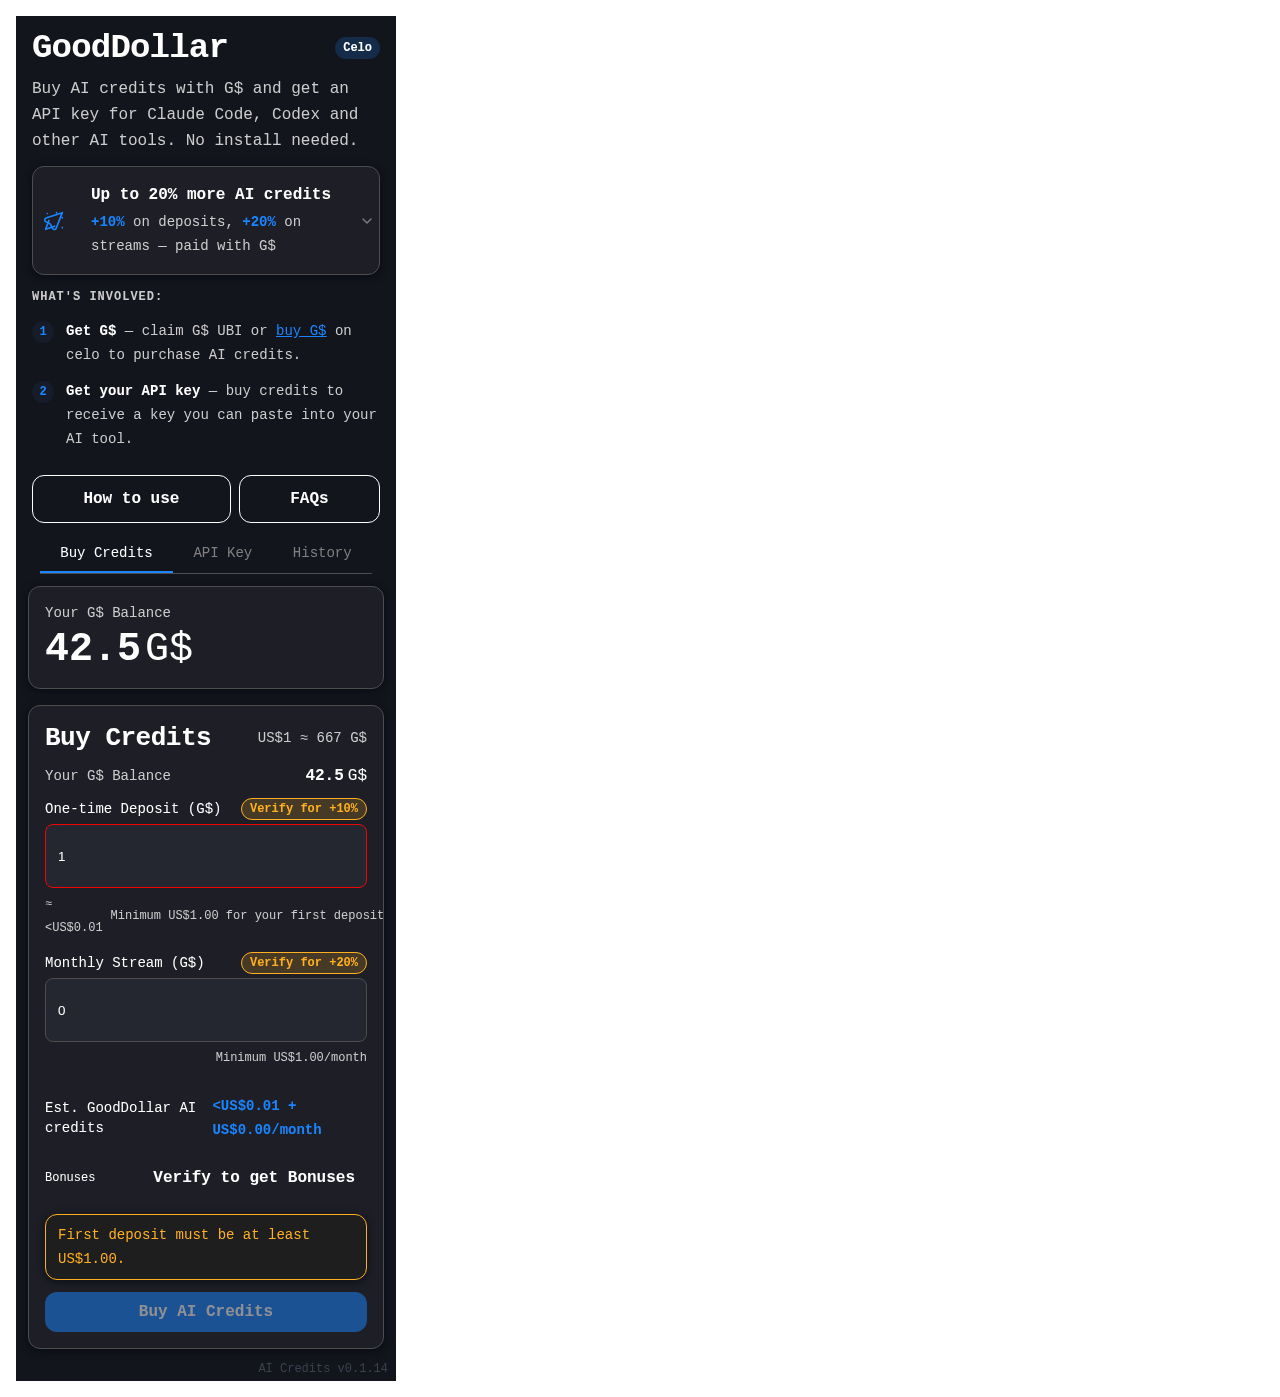 GoodDollar
Celo
Buy AI credits with G$ and get an
API key for Claude Code, Codex and
other AI tools. No install needed.
Up to 20% more AI credits
+10% on deposits, +20% on
streams — paid with G$
WHAT'S INVOLVED:
1 Get G$ — claim G$ UBI or buy G$ on
celo to purchase AI credits.
2 Get your API key — buy credits to
receive a key you can paste into your
AI tool.
How to use FAQs
Buy Credits API Key History
Your G$ Balance
42.5 G$
Buy Credits US$1 ≈ 667 G$
Your G$ Balance 42.5 G$
One-time Deposit (G$) Verify for +10%
1
≈
<US$0.01 Minimum US$1.00 for your first deposit
Monthly Stream (G$) Verify for +20%
0
Minimum US$1.00/month
Est. GoodDollar AI
credits
<US$0.01 +
US$0.00/month
Bonuses Verify to get Bonuses
First deposit must be at least
US$1.00.
Buy AI Credits
AI Credits v0.1.14